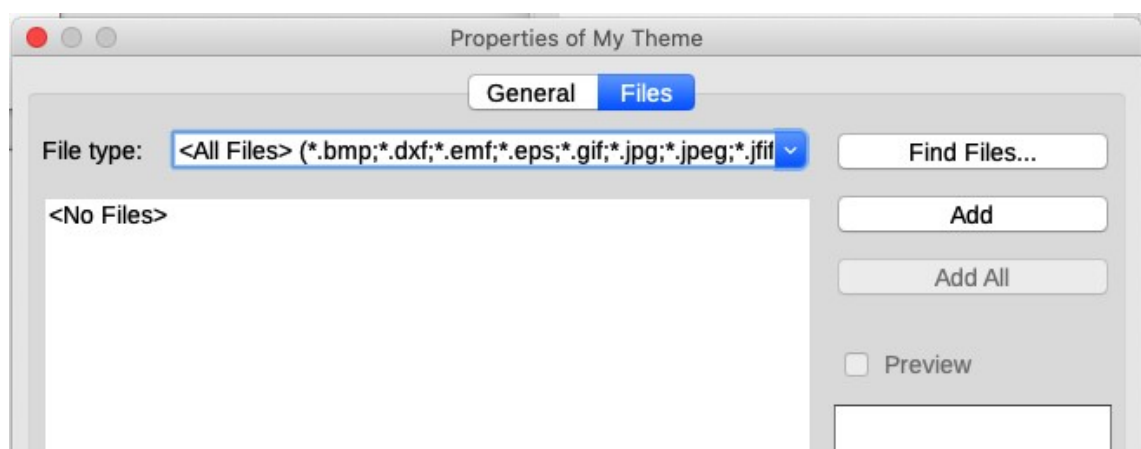 Properties of My Theme
General Files
File type: <All Files> (*.bmp;*.dxf;*.emf;*.eps;*.gif;*.jpg;*.jpeg;*.jfif Find Files...
<No Files> Add
Add All
Preview